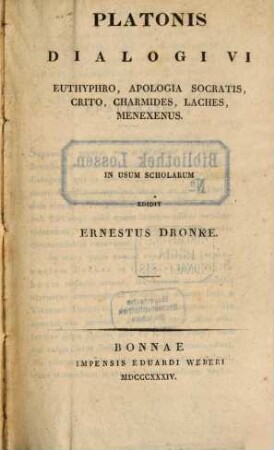 PLATONIS
DIALOGI VI
EUTHYPHRO, APOLOGIA SOCRATIS,
CRITO, CHARMIDES, LACHES,
MENEXENUS.
Bibliothek Lossen.
No
IN USUM SCHOLARUM
EDIDIT
ERNESTUS DRONKE.
BONNAE
IMPENSIS EDUARDI WEBERI
MDCCCXXXIV.